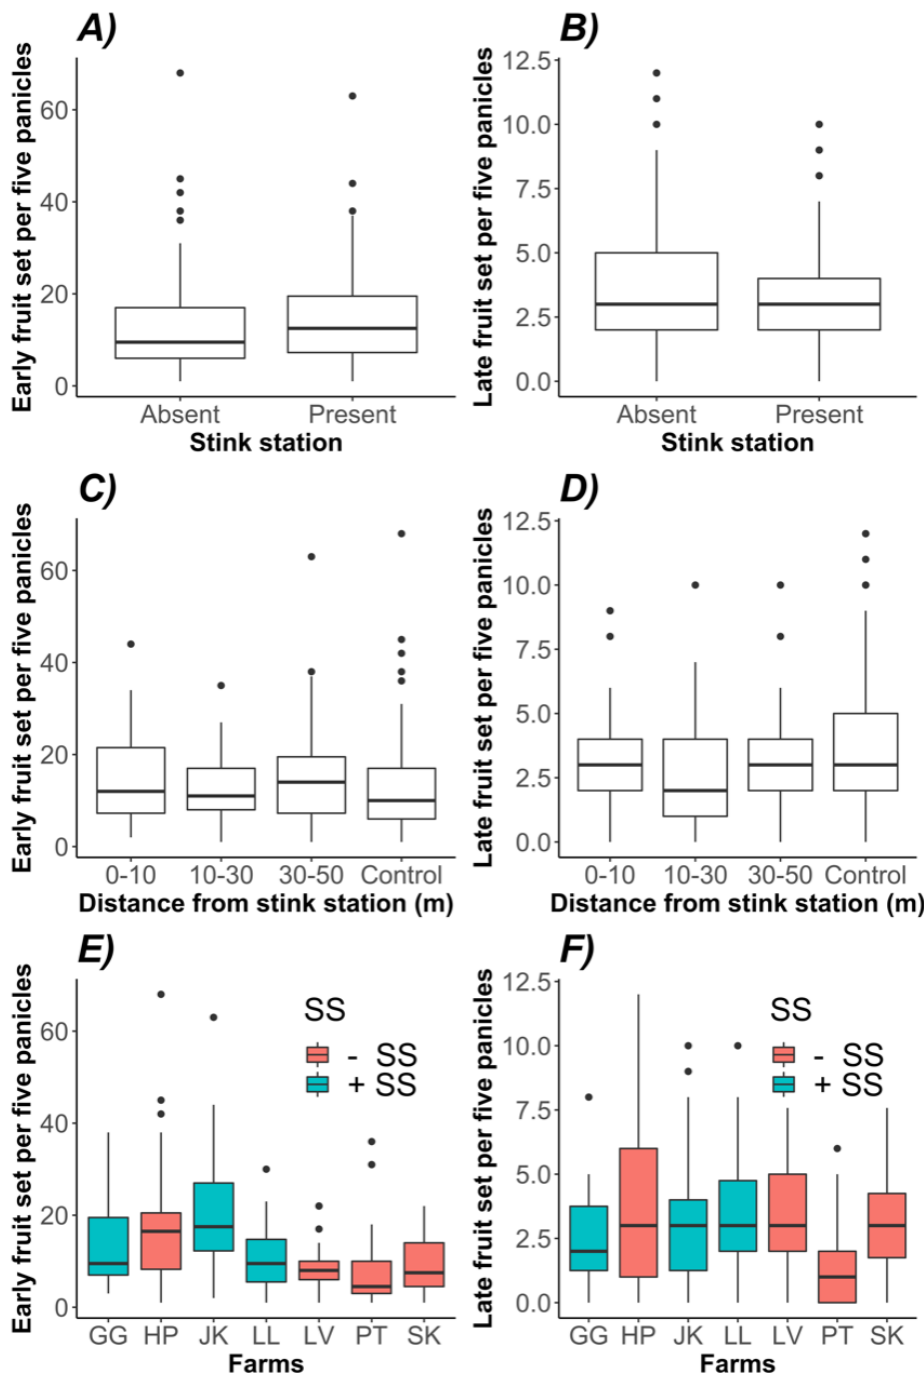 A)
Early fruit set per five panicles
60
40
20
0
Absent Present
Stink station
B)
Late fruit set per five panicles
12.5
10.0
7.5
5.0
2.5
0.0
Absent Present
Stink station
C)
Early fruit set per five panicles
60
40
20
0
0-10 10-30 30-50 Control
Distance from stink station (m)
D)
Late fruit set per five panicles
12.5
10.0
7.5
5.0
2.5
0.0
0-10 10-30 30-50 Control
Distance from stink station (m)
E)
Early fruit set per five panicles
60
40
20
0
SS
- SS
+ SS
GG HP JK LL LV PT SK
Farms
F)
Late fruit set per five panicles
12.5
10.0
7.5
5.0
2.5
0.0
SS
- SS
+ SS
GG HP JK LL LV PT SK
Farms